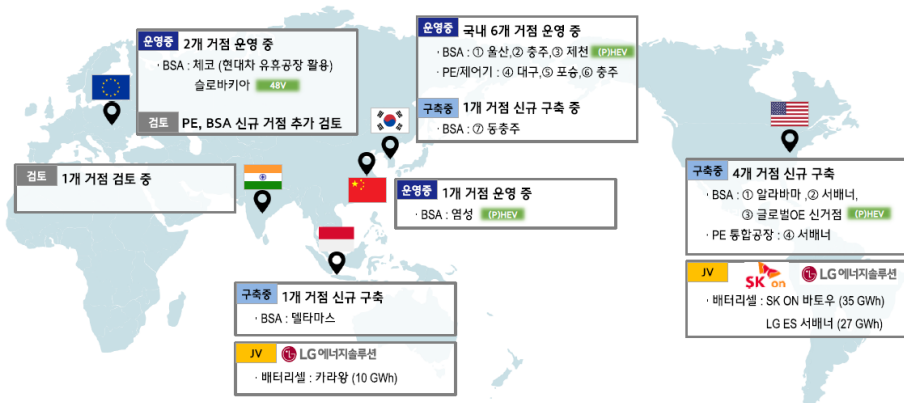 운영중 2개 거점 운영 중
· BSA : 체코 (현대차 유휴공장 활용)
슬로바키아 48V
검토 PE, BSA 신규 거점 추가 검토
운영중 국내 6개 거점 운영 중
· BSA : ① 울산,② 충주,③ 제천 (P)HEV
· PE/제어기 : ④ 대구,⑤ 포승,⑥ 충주
구축중 1개 거점 신규 구축 중
· BSA : ⑦ 동충주
검토 1개 거점 검토 중
운영중 1개 거점 운영 중
· BSA : 염성 (P)HEV
구축중 1개 거점 신규 구축
· BSA : 델타마스
JV LG에너지솔루션
· 배터리셀 : 카라왕 (10 GWh)
구축중 4개 거점 신규 구축
· BSA : ① 알라바마 ,② 서배너,
③ 글로벌OE 신거점 (P)HEV
· PE 통합공장 : ④ 서배너
JV SK on LG에너지솔루션
· 배터리셀 : SK ON 바토우 (35 GWh)
LG ES 서배너 (27 GWh)